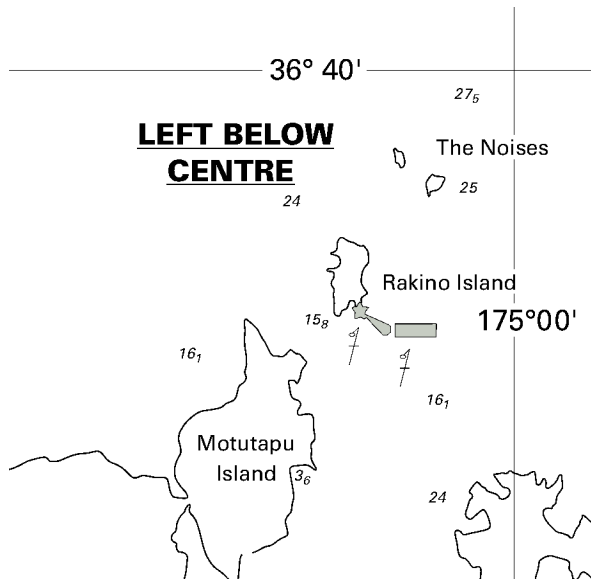 36° 40'
27₅
LEFT BELOW
CENTRE
The Noises
25
24
Rakino Island
15₈
175°00'
16₁
16₁
Motutapu
Island
3₆
24